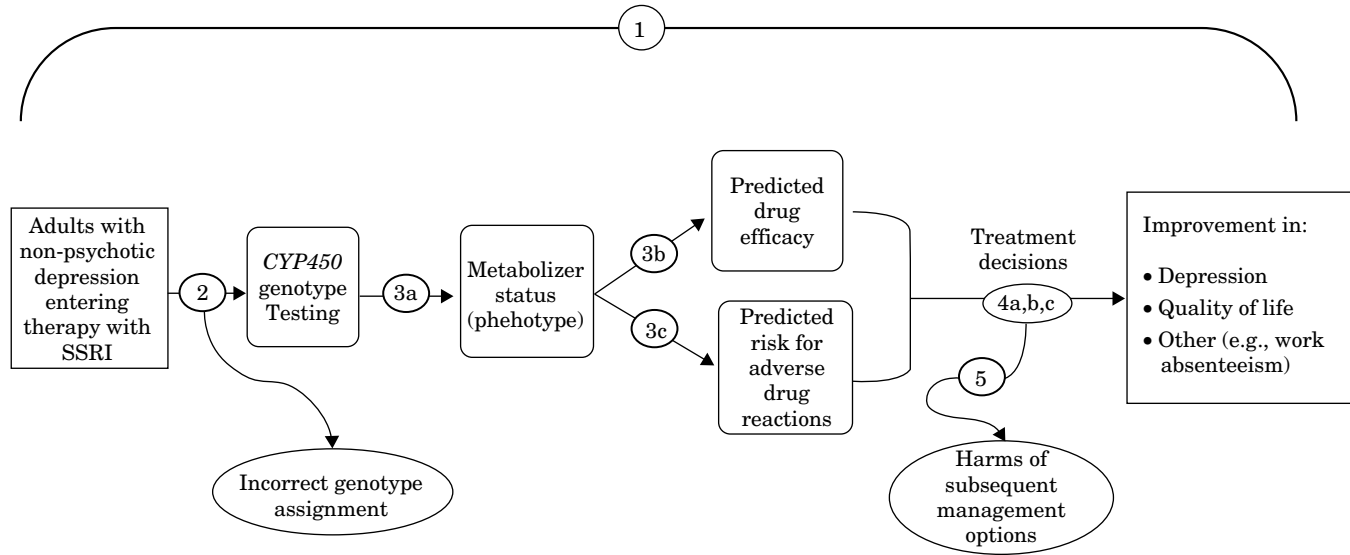 1
Adults with
non-psychotic
depression
entering
therapy with
SSRI
2
CYP450
genotype
Testing
3a
Metabolizer
status
(phehotype)
3b
3c
Predicted
drug
efficacy
Predicted
risk for
adverse
drug
reactions
Treatment
decisions
4a,b,c
5
Improvement in:
• Depression
• Quality of life
• Other (e.g., work
absenteeism)
Incorrect genotype
assignment
Harms of
subsequent
management
options